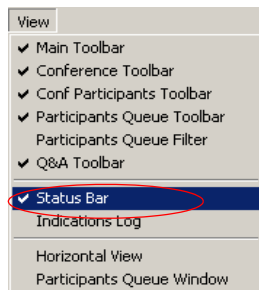 View
Main Toolbar
Conference Toolbar
Conf Participants Toolbar
Participants Queue Toolbar
Participants Queue Filter
Q&A Toolbar
Status Bar
Indications Log
Horizontal View
Participants Queue Window